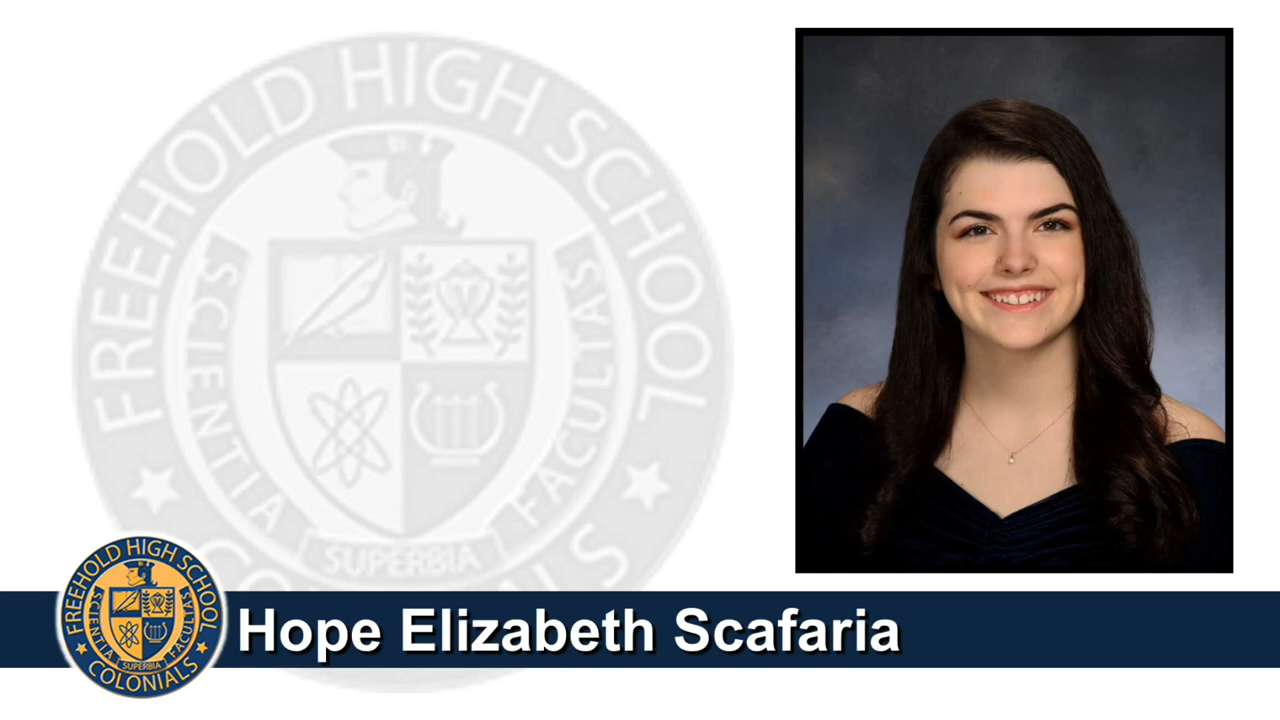 FREEHOLD HIGH SCHOOL
SCIENTIA
FACULTAS
SUPERBIA
COLONIALS
FREEHOLD HIGH SCHOOL
SCIENTIA
FACULTAS
SUPERBIA
COLONIALS
Hope Elizabeth Scafaria